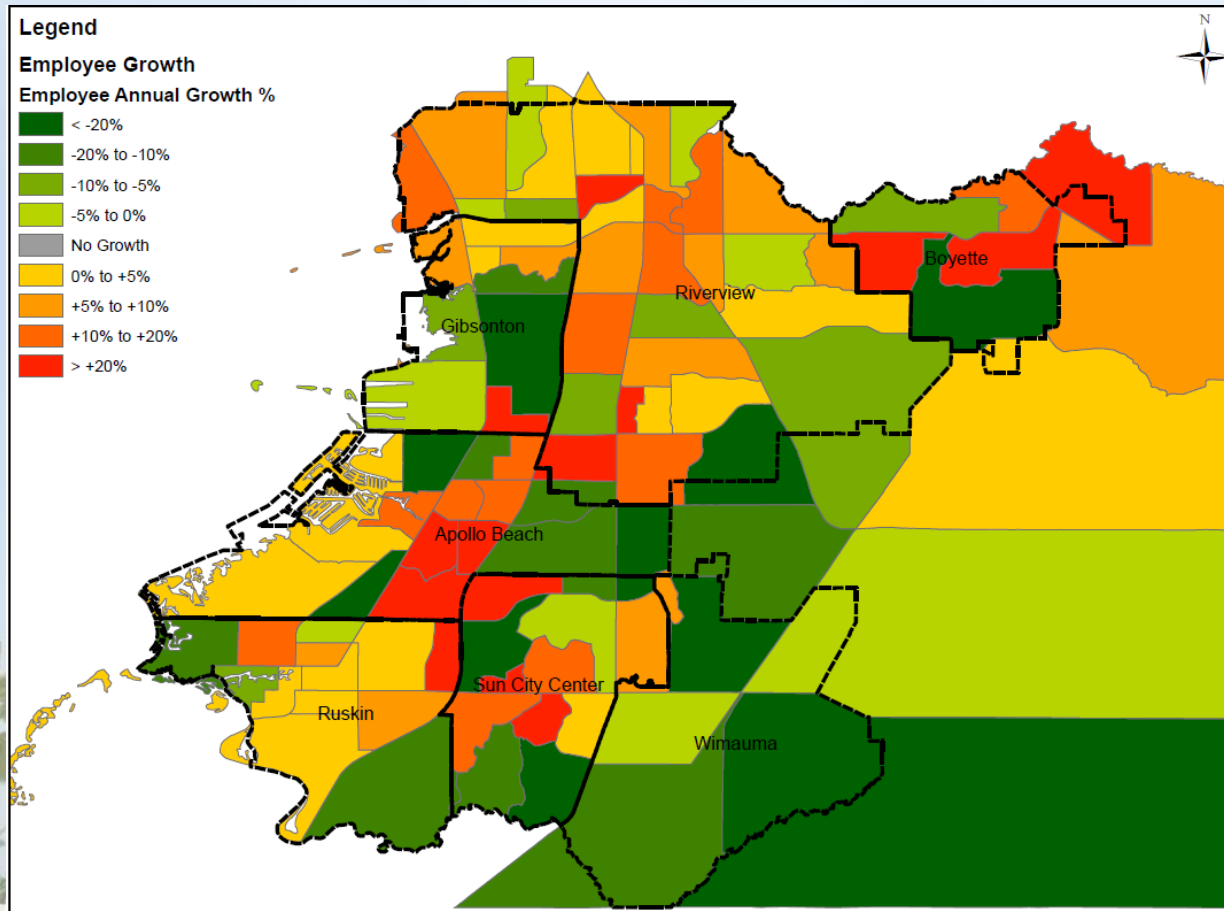 Legend
Employee Growth
Employee Annual Growth %
< -20%
-20% to -10%
-10% to -5%
-5% to 0%
No Growth
0% to +5%
+5% to +10%
+10% to +20%
> +20%
N
Boyette
Riverview
Gibsonton
Apollo Beach
Sun City Center
Ruskin
Wimauma